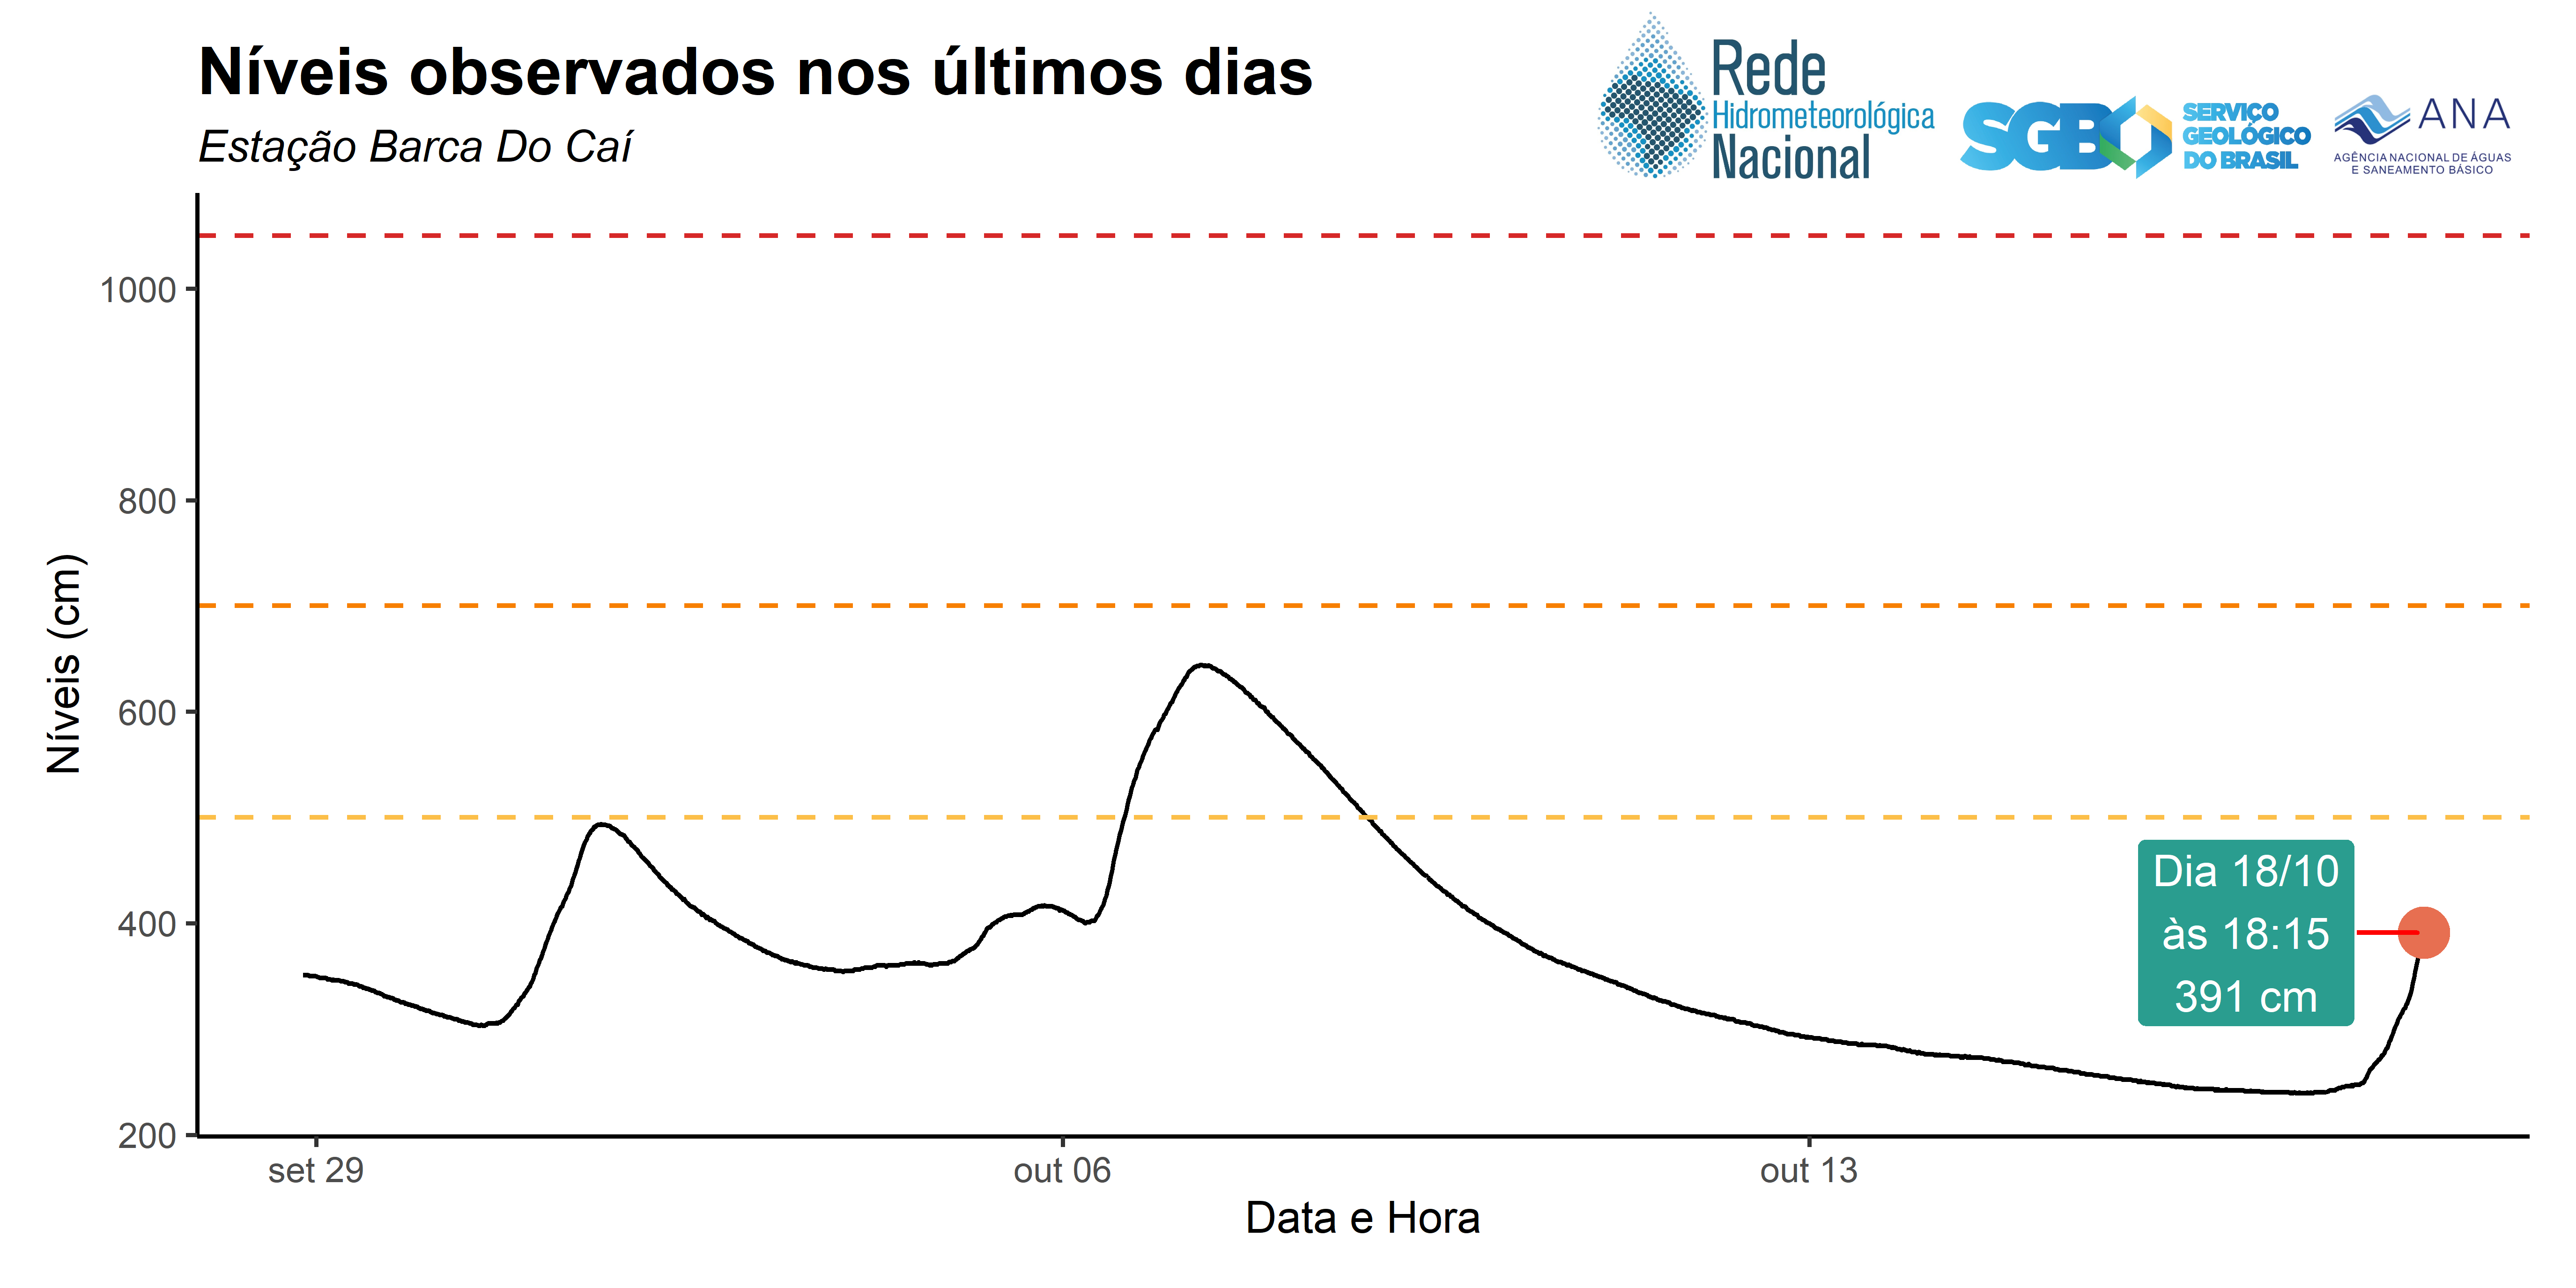 Níveis observados nos últimos dias
Estação Barca Do Caí
Rede
Hidrometeorológica
Nacional
SGB
SERVIÇO
GEOLÓGICO
DO BRASIL
ANA
AGÊNCIA NACIONAL DE ÁGUAS
E SANEAMENTO BÁSICO
Níveis (cm)
1000
800
600
400
200
Dia 18/10
às 18:15
391 cm
set 29
out 06
out 13
Data e Hora